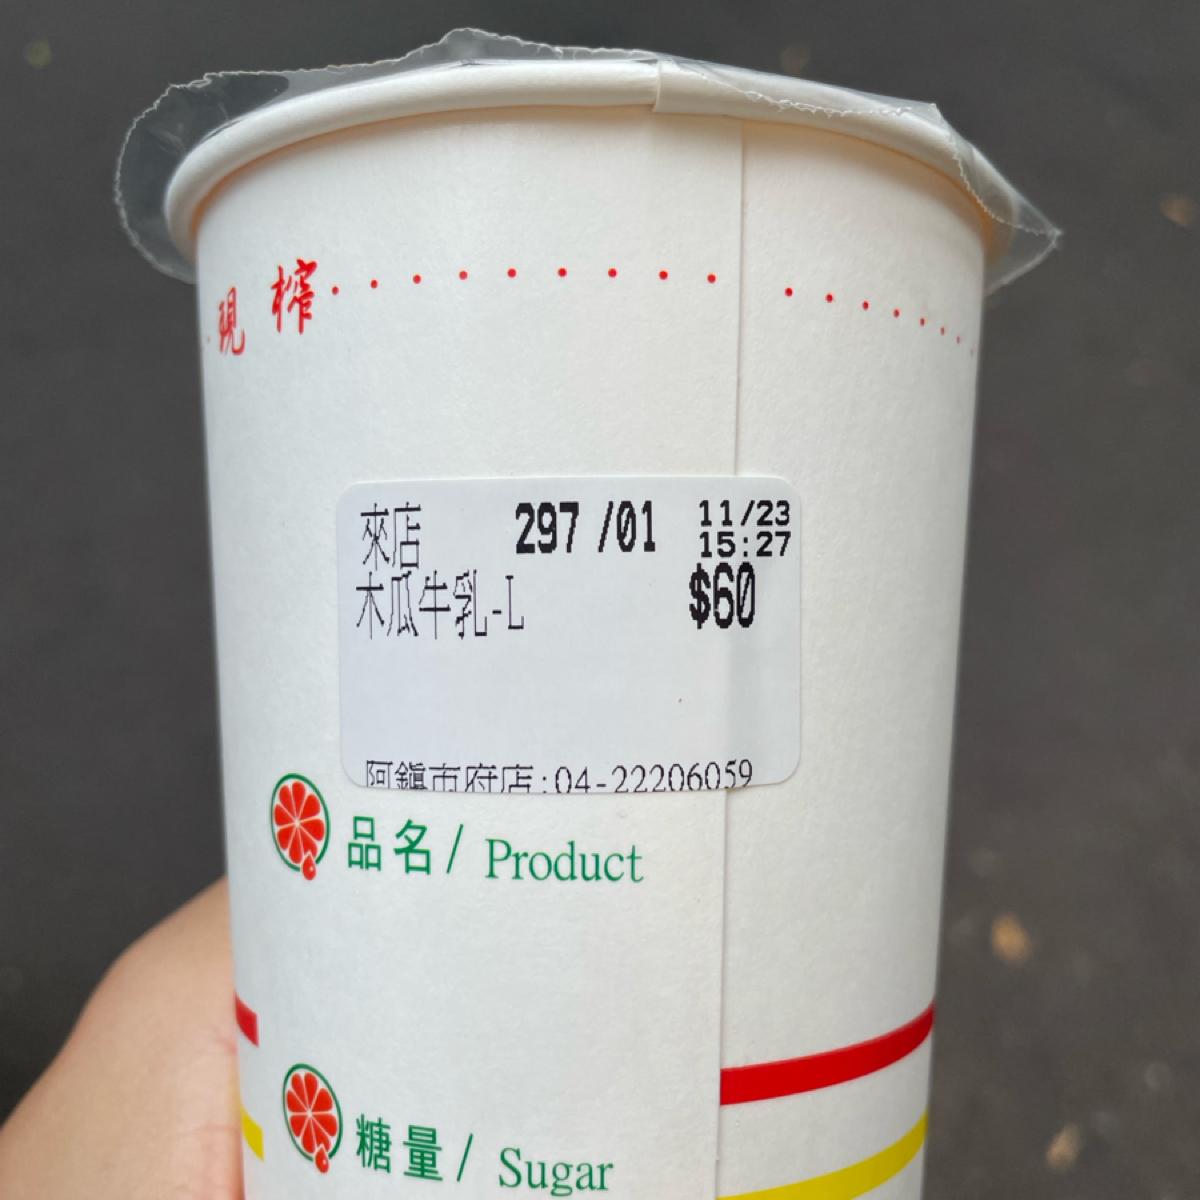 現榨
來店 297 /01 11/23
15:27
木瓜牛乳-L $60
阿鎮市府店:04-22206059
品名/ Product
糖量/ Sugar